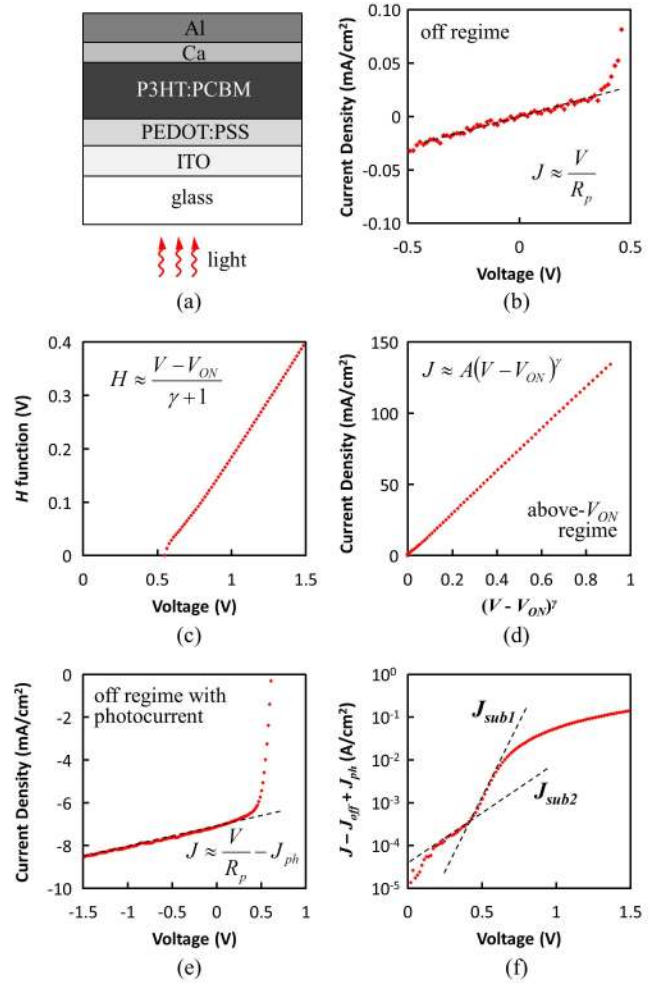 Al
Ca
P3HT:PCBM
PEDOT:PSS
ITO
glass
light
(a)
Current Density (mA/cm²)
0.10
0.05
0
-0.05
-0.10
off regime
J ≈ V / R_p
-0.5
0
0.5
Voltage (V)
(b)
H function (V)
0.4
0.3
0.2
0.1
0
H ≈ (V − V_ON) / (γ + 1)
0
0.5
1
1.5
Voltage (V)
(c)
Current Density (mA/cm²)
150
100
50
0
J ≈ A(V − V_ON)^γ
above-V_ON
regime
0
0.2
0.4
0.6
0.8
1
(V - V_ON)^γ
(d)
Current Density (mA/cm²)
0
-2
-4
-6
-8
-10
off regime with
photocurrent
J ≈ V / R_p − J_ph
-1.5
-1
-0.5
0
0.5
1
Voltage (V)
(e)
J − J_off + J_ph (A/cm²)
10⁰
10⁻¹
10⁻²
10⁻³
10⁻⁴
10⁻⁵
J_sub1
J_sub2
0
0.5
1
1.5
Voltage (V)
(f)